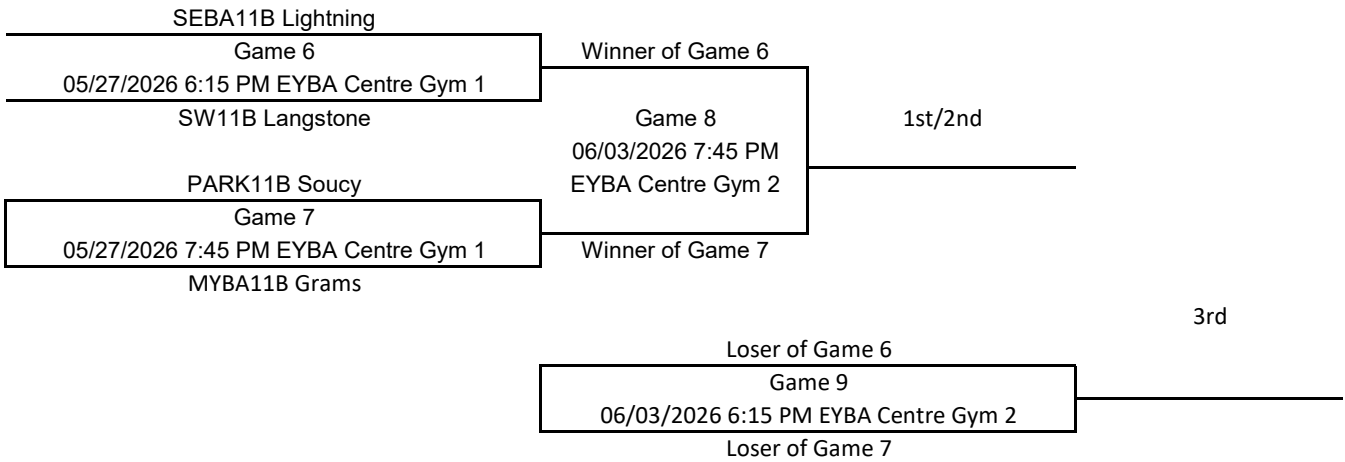 SEBA11B Lightning
Game 6
05/27/2026 6:15 PM EYBA Centre Gym 1
SW11B Langstone
Winner of Game 6
Game 8
06/03/2026 7:45 PM
EYBA Centre Gym 2
1st/2nd
PARK11B Soucy
Game 7
05/27/2026 7:45 PM EYBA Centre Gym 1
MYBA11B Grams
Winner of Game 7
3rd
Loser of Game 6
Game 9
06/03/2026 6:15 PM EYBA Centre Gym 2
Loser of Game 7